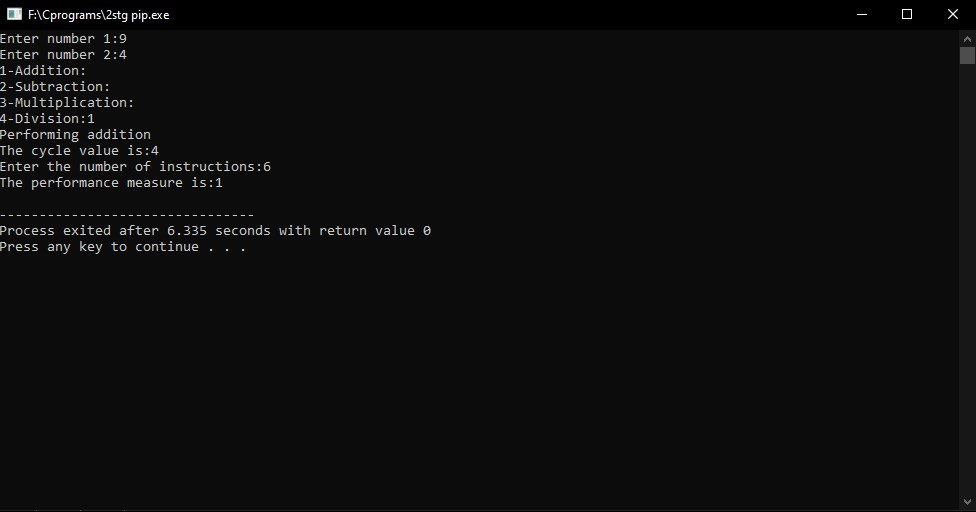 F:\Cprograms\2stg pip.exe
Enter number 1:9
Enter number 2:4
1-Addition:
2-Subtraction:
3-Multiplication:
4-Division:1
Performing addition
The cycle value is:4
Enter the number of instructions:6
The performance measure is:1
--------------------------------
Process exited after 6.335 seconds with return value 0
Press any key to continue . . .